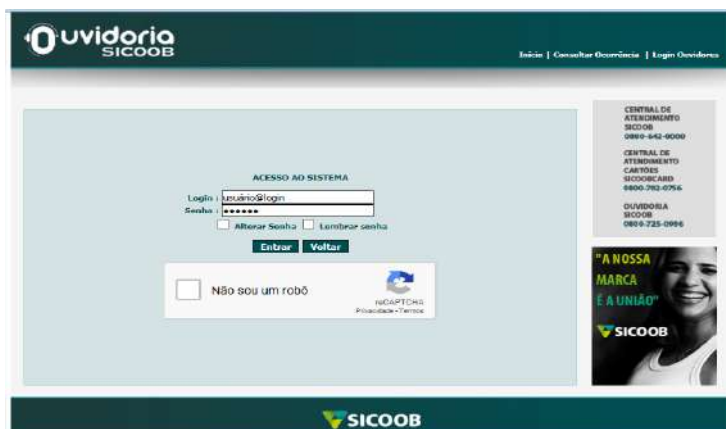 Ouvidoria
SICOOB
Início | Consultar Ocorrência | Login Ouvidores
ACESSO AO SISTEMA
Login : usuário@login
Senha : ••••••
Alterar Senha Lembrar senha
Entrar Voltar
Não sou um robô
reCAPTCHA
Privacidade - Termos
CENTRAL DE
ATENDIMENTO
SICOOB
0800-642-0000
CENTRAL DE
ATENDIMENTO
CARTÕES
SICOOBCARD
0800-702-0756
OUVIDORIA
SICOOB
0800-725-0996
"A NOSSA
MARCA
É A UNIÃO"
SICOOB
SICOOB